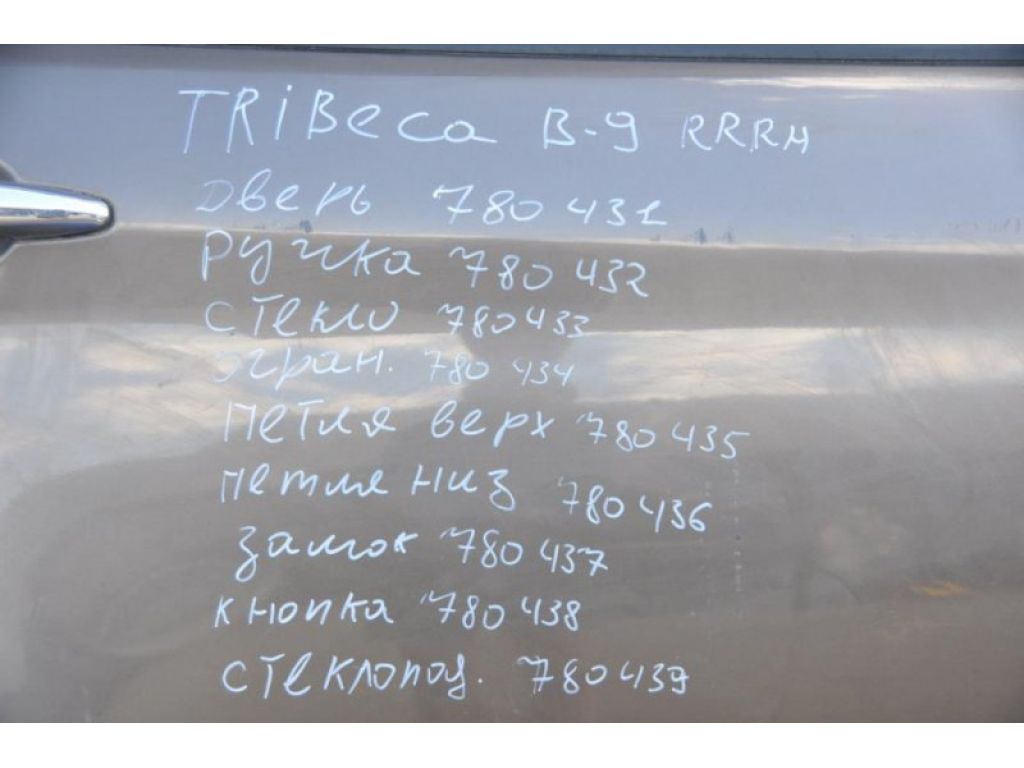 TRiBeca B-9 RRRH
дверь 780431
ручка 780432
стекло 780433
огран. 780434
петля верх 780435
петля низ 780436
замок 780437
кнопка 780438
стеклопод. 780439